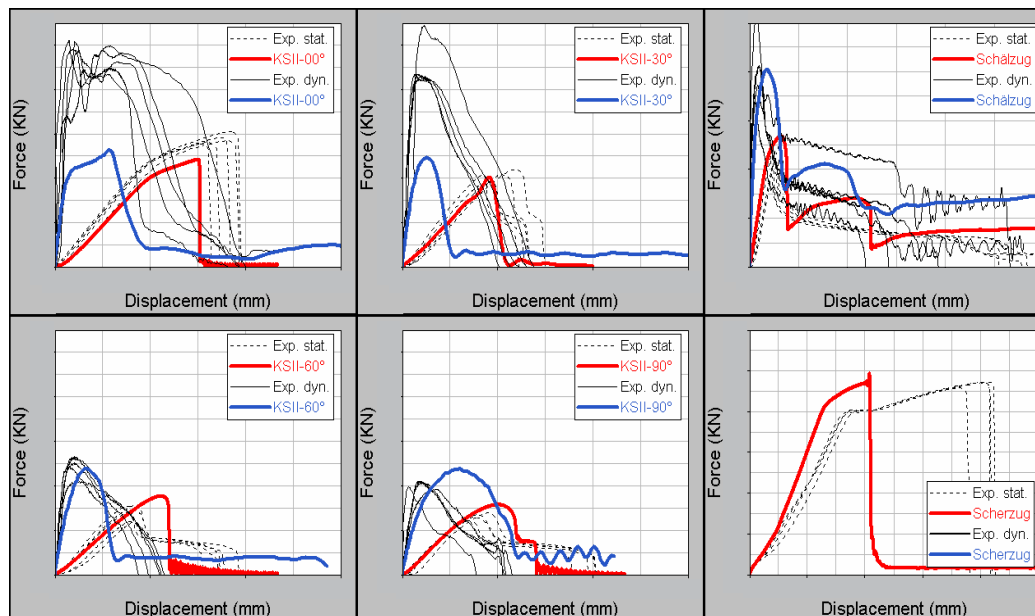 Force (KN)
Exp. stat.
KSII-00°
Exp. dyn.
KSII-00°
Displacement (mm)
Force (KN)
Exp. stat.
KSII-30°
Exp. dyn.
KSII-30°
Displacement (mm)
Force (KN)
Exp. stat.
Schälzug
Exp. dyn.
Schälzug
Displacement (mm)
Force (KN)
Exp. stat.
KSII-60°
Exp. dyn.
KSII-60°
Displacement (mm)
Force (KN)
Exp. stat.
KSII-90°
Exp. dyn.
KSII-90°
Displacement (mm)
Force (KN)
Exp. stat.
Scherzug
Exp. dyn.
Scherzug
Displacement (mm)